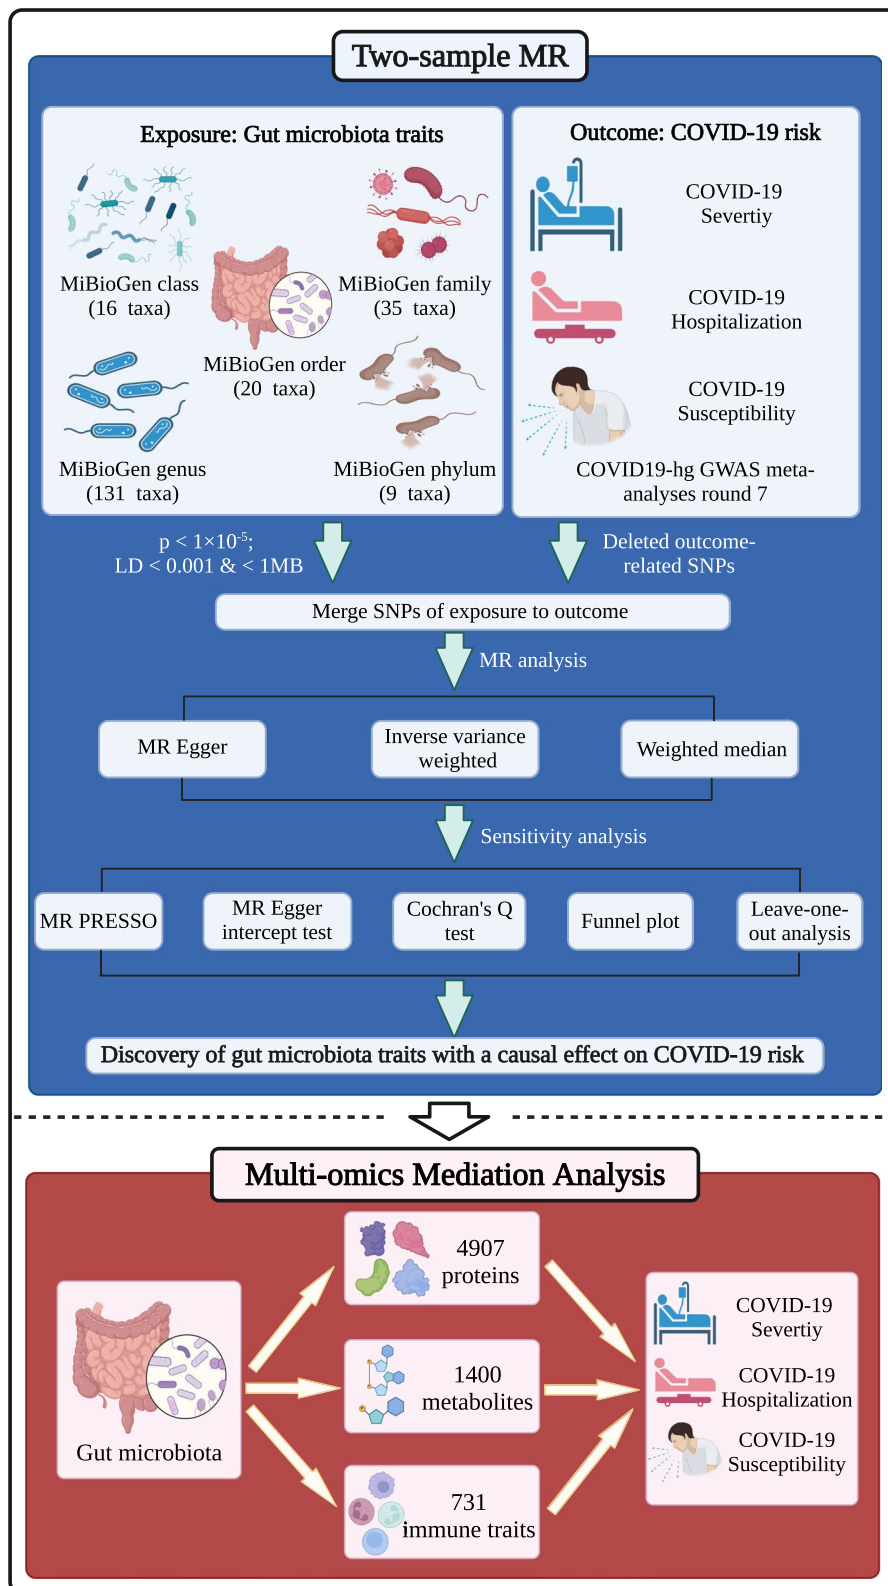 Two-sample MR
Exposure: Gut microbiota traits
MiBioGen class
(16 taxa)
MiBioGen family
(35 taxa)
MiBioGen order
(20 taxa)
MiBioGen genus
(131 taxa)
MiBioGen phylum
(9 taxa)
Outcome: COVID-19 risk
COVID-19
Severtiy
COVID-19
Hospitalization
COVID-19
Susceptibility
COVID19-hg GWAS meta-
analyses round 7
p < 1×10⁻⁵;
LD < 0.001 & < 1MB
Deleted outcome-
related SNPs
Merge SNPs of exposure to outcome
MR analysis
MR Egger
Inverse variance
weighted
Weighted median
Sensitivity analysis
MR PRESSO
MR Egger
intercept test
Cochran's Q
test
Funnel plot
Leave-one-
out analysis
Discovery of gut microbiota traits with a causal effect on COVID-19 risk
Multi-omics Mediation Analysis
Gut microbiota
4907
proteins
1400
metabolites
731
immune traits
COVID-19
Severtiy
COVID-19
Hospitalization
COVID-19
Susceptibility